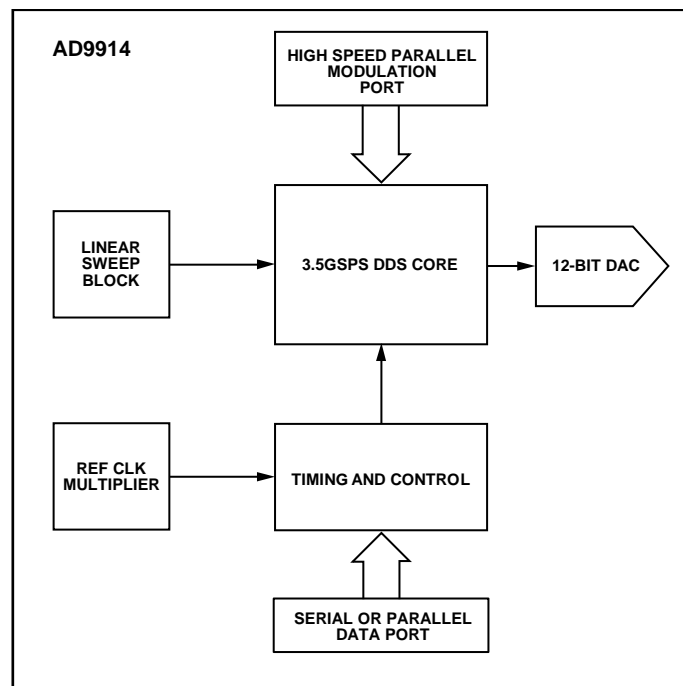 AD9914
HIGH SPEED PARALLEL
MODULATION
PORT
LINEAR
SWEEP
BLOCK
3.5GSPS DDS CORE
12-BIT DAC
REF CLK
MULTIPLIER
TIMING AND CONTROL
SERIAL OR PARALLEL
DATA PORT